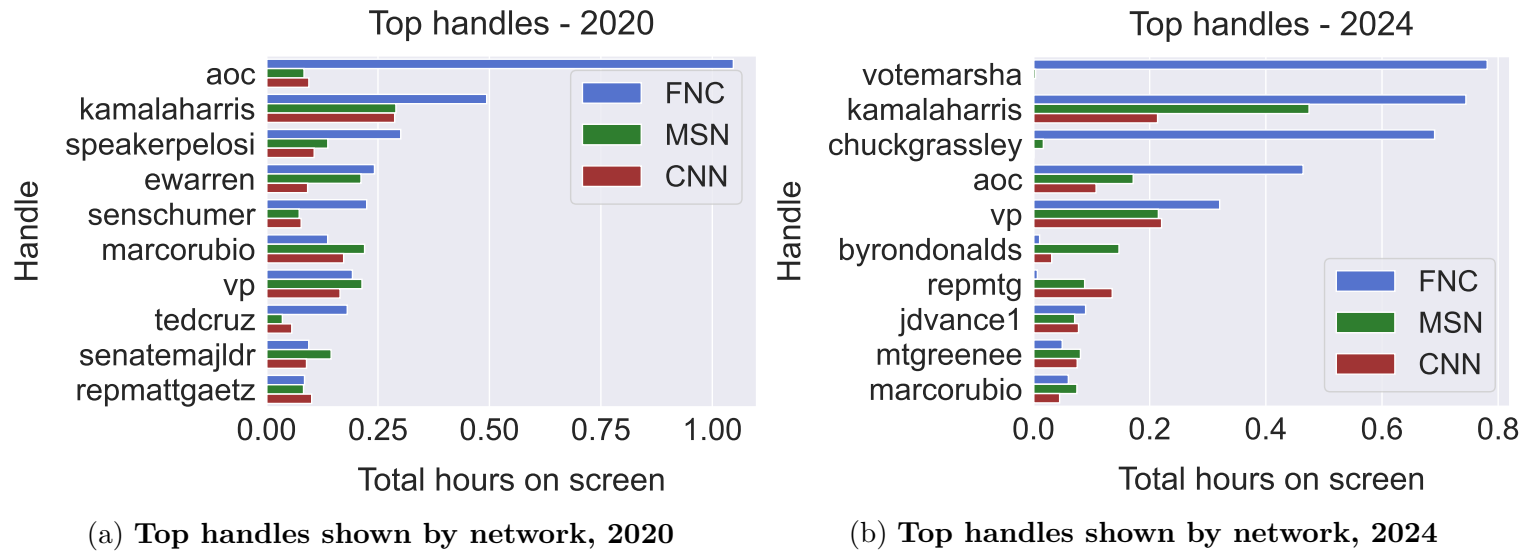 Top handles - 2020
Handle
aoc
kamalaharris
speakerpelosi
ewarren
senschumer
marcorubio
vp
tedcruz
senatemajldr
repmattgaetz
FNC
MSN
CNN
0.00 0.25 0.50 0.75 1.00
Total hours on screen
(a) Top handles shown by network, 2020
Top handles - 2024
Handle
votemarsha
kamalaharris
chuckgrassley
aoc
vp
byrondonalds
repmtg
jdvance1
mtgreenee
marcorubio
FNC
MSN
CNN
0.0 0.2 0.4 0.6 0.8
Total hours on screen
(b) Top handles shown by network, 2024